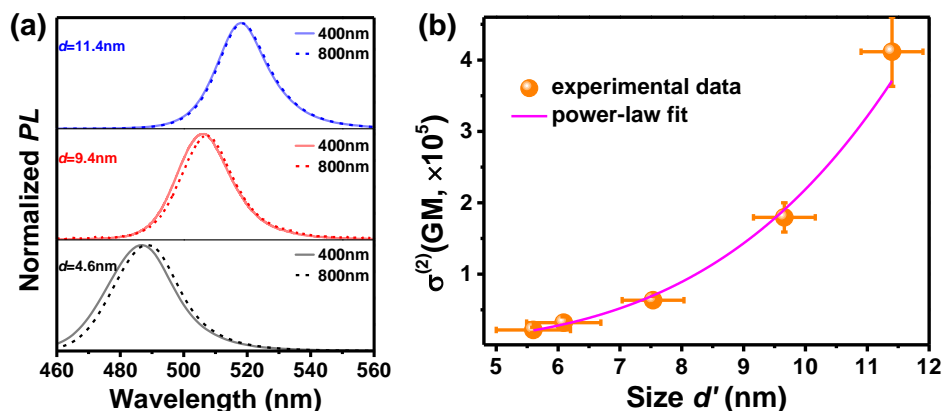 (a)
Normalized PL
d=11.4nm
400nm
800nm
d=9.4nm
400nm
800nm
d=4.6nm
400nm
800nm
460 480 500 520 540 560
Wavelength (nm)
(b)
σ(2)(GM, ×10⁵)
4
3
2
1
experimental data
power-law fit
5 6 7 8 9 10 11 12
Size d' (nm)